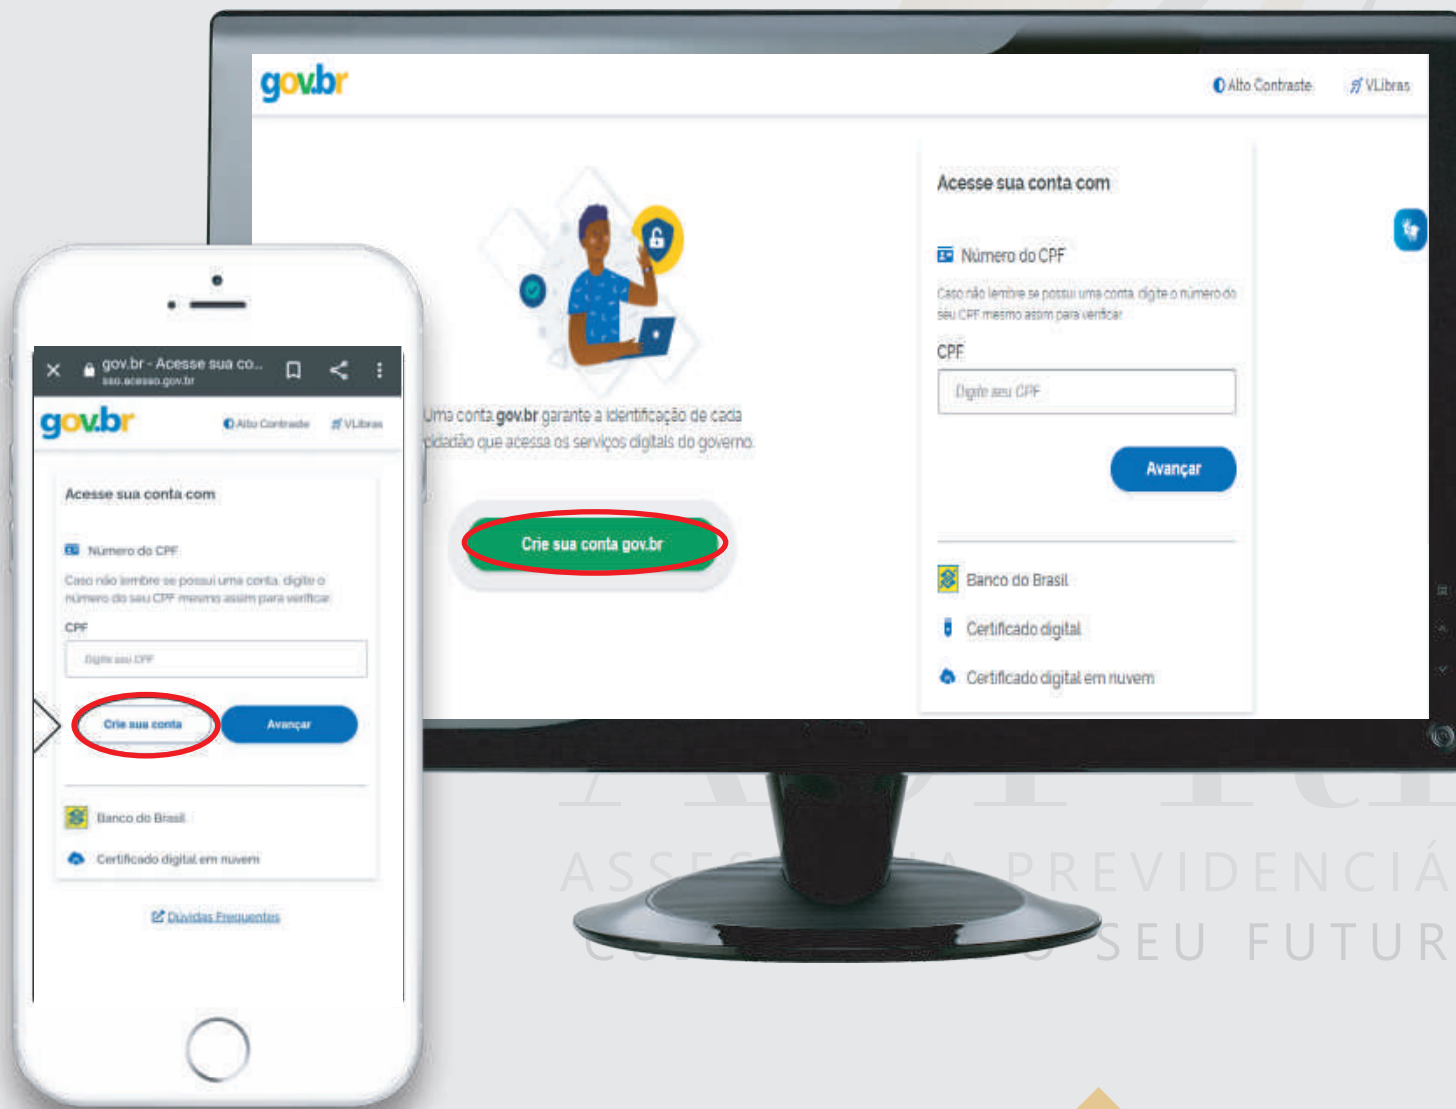 gov.br
Alto Contraste
VLibras
Acesse sua conta com
Número do CPF
Caso não lembre se possui uma conta, digite o número do
seu CPF mesmo assim para verificar.
CPF
Digite seu CPF
Avançar
Uma conta gov.br garante a identificação de cada
cidadão que acessa os serviços digitais do governo.
Crie sua conta gov.br
Banco do Brasil
Certificado digital
Certificado digital em nuvem
gov.br - Acesse sua co...
sso.acesso.gov.br
gov.br
Alto Contraste
VLibras
Acesse sua conta com
Número do CPF
Caso não lembre se possui uma conta, digite o
número do seu CPF mesmo assim para verificar.
CPF
Digite seu CPF
Crie sua conta
Avançar
Banco do Brasil
Certificado digital em nuvem
Dúvidas Frequentes
PREVIDENCIÁ
O SEU FUTUR